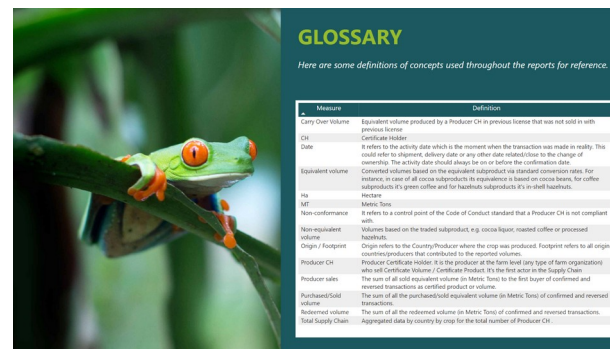 GLOSSARY
Here are some definitions of concepts used throughout the reports for reference.
Measure Definition
Carry Over Volume Equivalent volume produced by a Producer CH in previous license that was not sold in with
previous license
CH Certificate Holder
Date It refers to the activity date which is the moment when the transaction was made in reality. This
could refer to shipment, delivery date or any other date related/close to the change of
ownership. The activity date should always be on or before the confirmation date.
Equivalent volume Converted volumes based on the equivalent subproduct via standard conversion rates. For
instance, in case of all cocoa subproducts its equivalence is based on cocoa beans, for coffee
subproducts it's green coffee and for hazelnuts subproducts it's in-shell hazelnuts.
Ha Hectare
MT Metric Tons
Non-conformance It refers to a control point of the Code of Conduct standard that a Producer CH is not compliant
with.
Non-equivalent Volumes based on the traded subproduct, e.g. cocoa liquor, roasted coffee or processed
volume hazelnuts.
Origin / Footprint Origin refers to the Country/Producer where the crop was produced. Footprint refers to all origin
countries/producers that contributed to the reported volumes.
Producer CH Producer Certificate Holder. It is the producer at the farm level (any type of farm organization)
who sell Certificate Volume / Certificate Product. It's the first actor in the Supply Chain
Producer sales The sum of all sold equivalent volume (in Metric Tons) to the first buyer of confirmed and
reversed transactions as certified product or volume.
Purchased/Sold The sum of all the purchased/sold equivalent volume (in Metric Tons) of confirmed and reversed
volume transactions.
Redeemed volume The sum of all the redeemed volume (in Metric Tons) of confirmed and reversed transactions.
Total Supply Chain Aggregated data by country by crop for the total number of Producer CH .